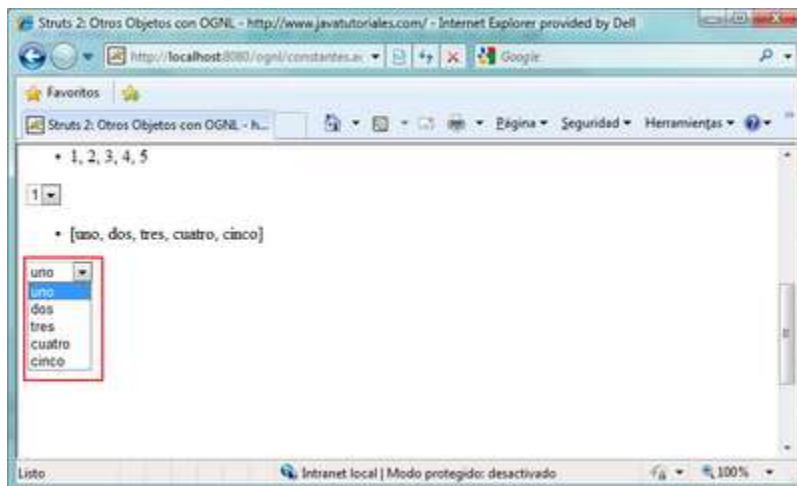 Struts 2: Otros Objetos con OGNL - http://www.javatutoriales.com/ - Internet Explorer provided by Dell
http://localhost:8080/ognl/constantes.ac
Google
Favoritos
Struts 2: Otros Objetos con OGNL - h...
Página
Seguridad
Herramientas
• 1, 2, 3, 4, 5
1
• [uno, dos, tres, cuatro, cinco]
uno
uno
dos
tres
cuatro
cinco
Listo
Intranet local | Modo protegido: desactivado
100%